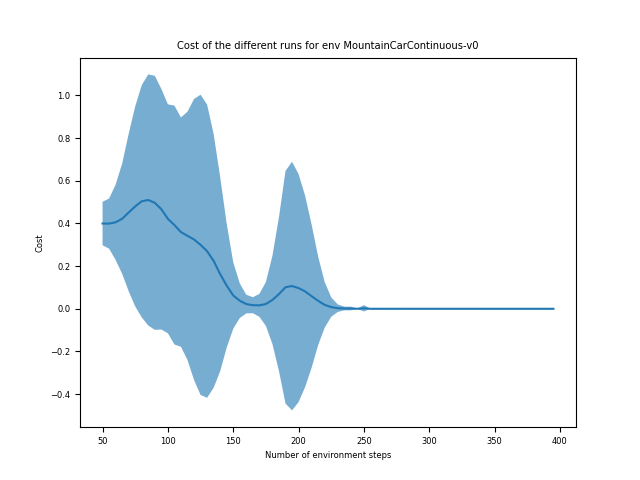 Cost of the different runs for env MountainCarContinuous-v0
1.0
0.8
0.6
0.4
0.2
0.0
−0.2
−0.4
Cost
50 100 150 200 250 300 350 400
Number of environment steps